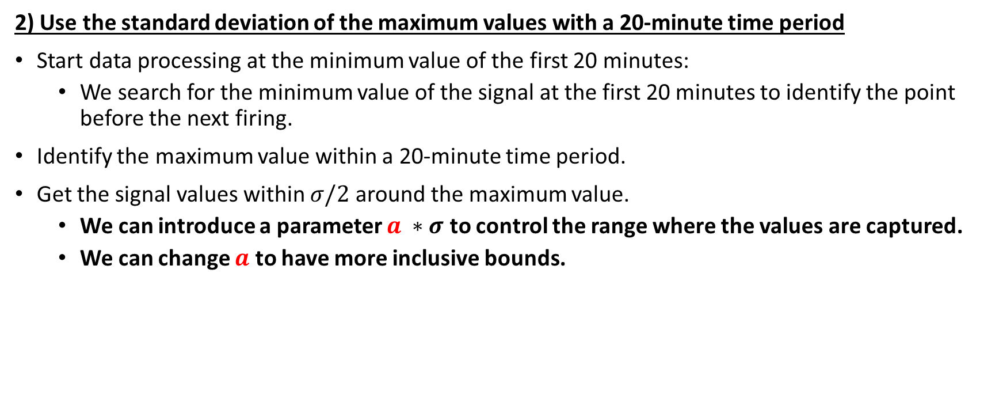 2) Use the standard deviation of the maximum values with a 20-minute time period
• Start data processing at the minimum value of the first 20 minutes:
• We search for the minimum value of the signal at the first 20 minutes to identify the point
before the next firing.
• Identify the maximum value within a 20-minute time period.
• Get the signal values within 𝜎/2 around the maximum value.
• We can introduce a parameter 𝒂 ∗ 𝝈 to control the range where the values are captured.
• We can change 𝒂 to have more inclusive bounds.